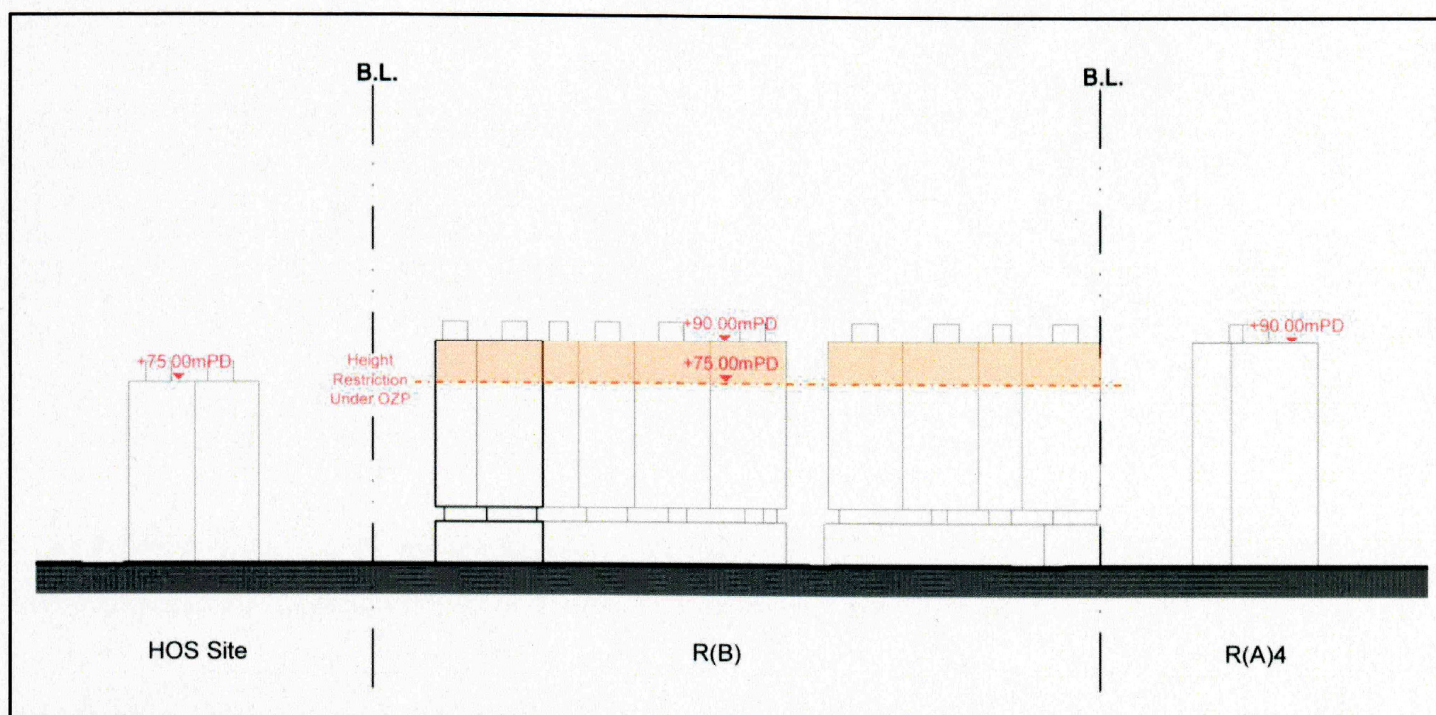 B.L.
B.L.
+75.00mPD
Height
Restriction
Under OZP
+90.00mPD
+75.00mPD
+90.00mPD
HOS Site
R(B)
R(A)4